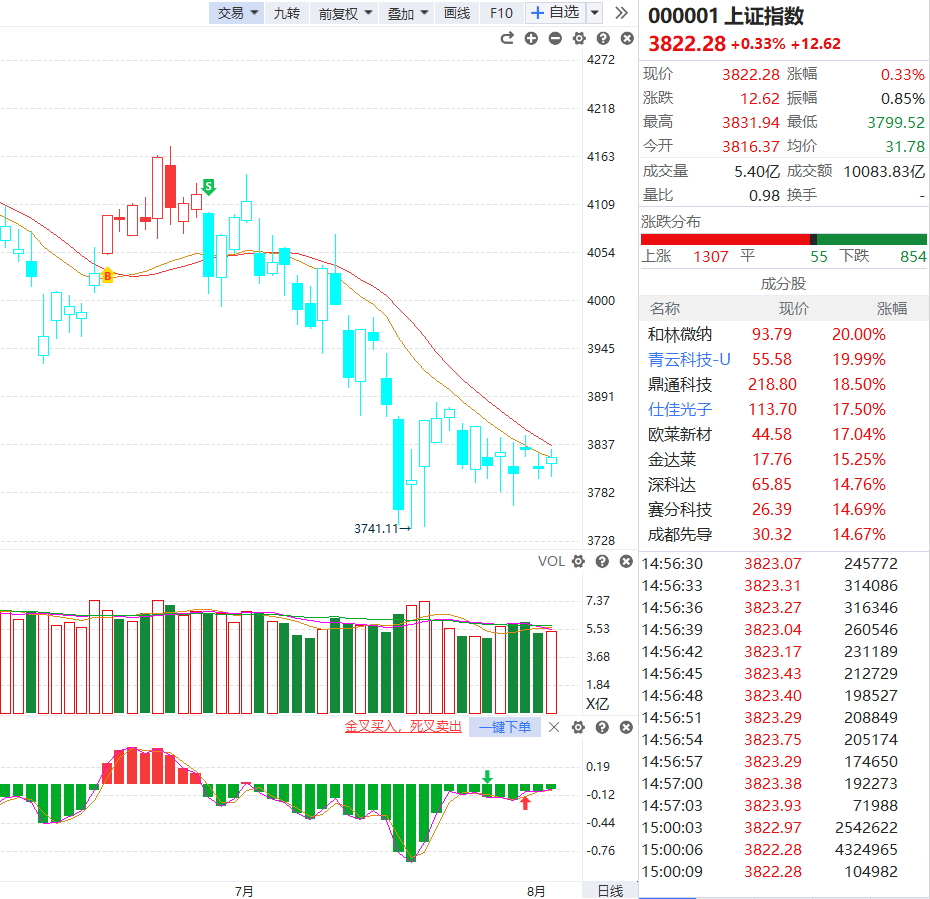 交易 九转 前复权 叠加 画线 F10 自选
000001 上证指数
3822.28 +0.33% +12.62
现价 3822.28 涨幅 0.33%
涨跌 12.62 振幅 0.85%
最高 3831.94 最低 3799.52
今开 3816.37 均价 31.78
成交量 5.40亿 成交额 10083.83亿
量比 0.98 换手 -
涨跌分布
上涨 1307 平 55 下跌 854
成分股
名称 现价 涨幅
和林微纳 93.79 20.00%
青云科技-U 55.58 19.99%
鼎通科技 218.80 18.50%
仕佳光子 113.70 17.50%
欧莱新材 44.58 17.04%
金达莱 17.76 15.25%
深科达 65.85 14.76%
赛分科技 26.39 14.69%
成都先导 30.32 14.67%
14:56:30 3823.07 245772
14:56:33 3823.31 314086
14:56:36 3823.27 316346
14:56:39 3823.04 260546
14:56:42 3823.17 231189
14:56:45 3823.43 212729
14:56:48 3823.40 198527
14:56:51 3823.29 208849
14:56:54 3823.75 205174
14:56:57 3823.29 174650
14:57:00 3823.38 192273
14:57:03 3823.93 71988
15:00:03 3822.97 2542622
15:00:06 3822.28 4324965
15:00:09 3822.28 104982
4272
4218
4163
4109
4054
4000
3945
3891
3837
3782
3728
S
B
3741.11→
VOL
7.37
5.53
3.68
1.84
X亿
金叉买入，死叉卖出 一键下单
0.19
-0.12
-0.44
-0.76
7月 8月 日线